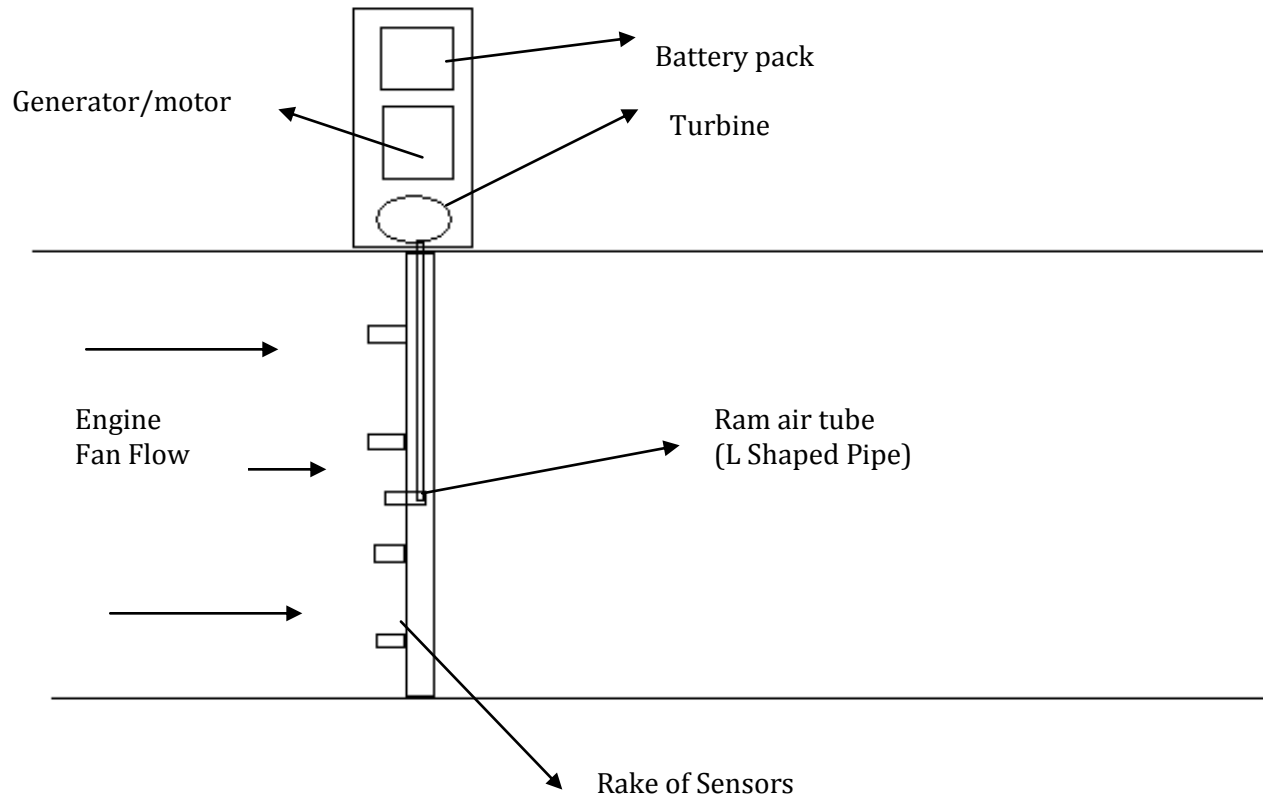 Battery pack
Generator/motor
Turbine
Engine
Fan Flow
Ram air tube
(L Shaped Pipe)
Rake of Sensors